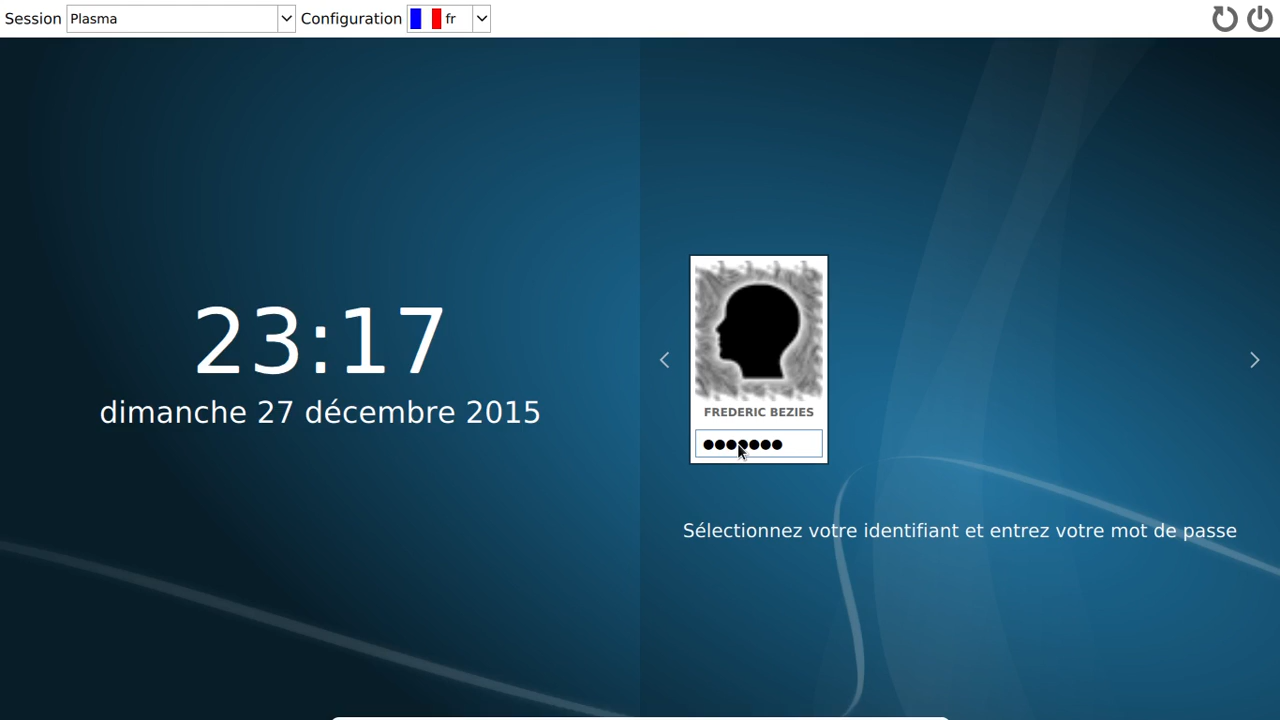 Session Plasma Configuration fr
23:17
dimanche 27 décembre 2015
FREDERIC BEZIES
Sélectionnez votre identifiant et entrez votre mot de passe